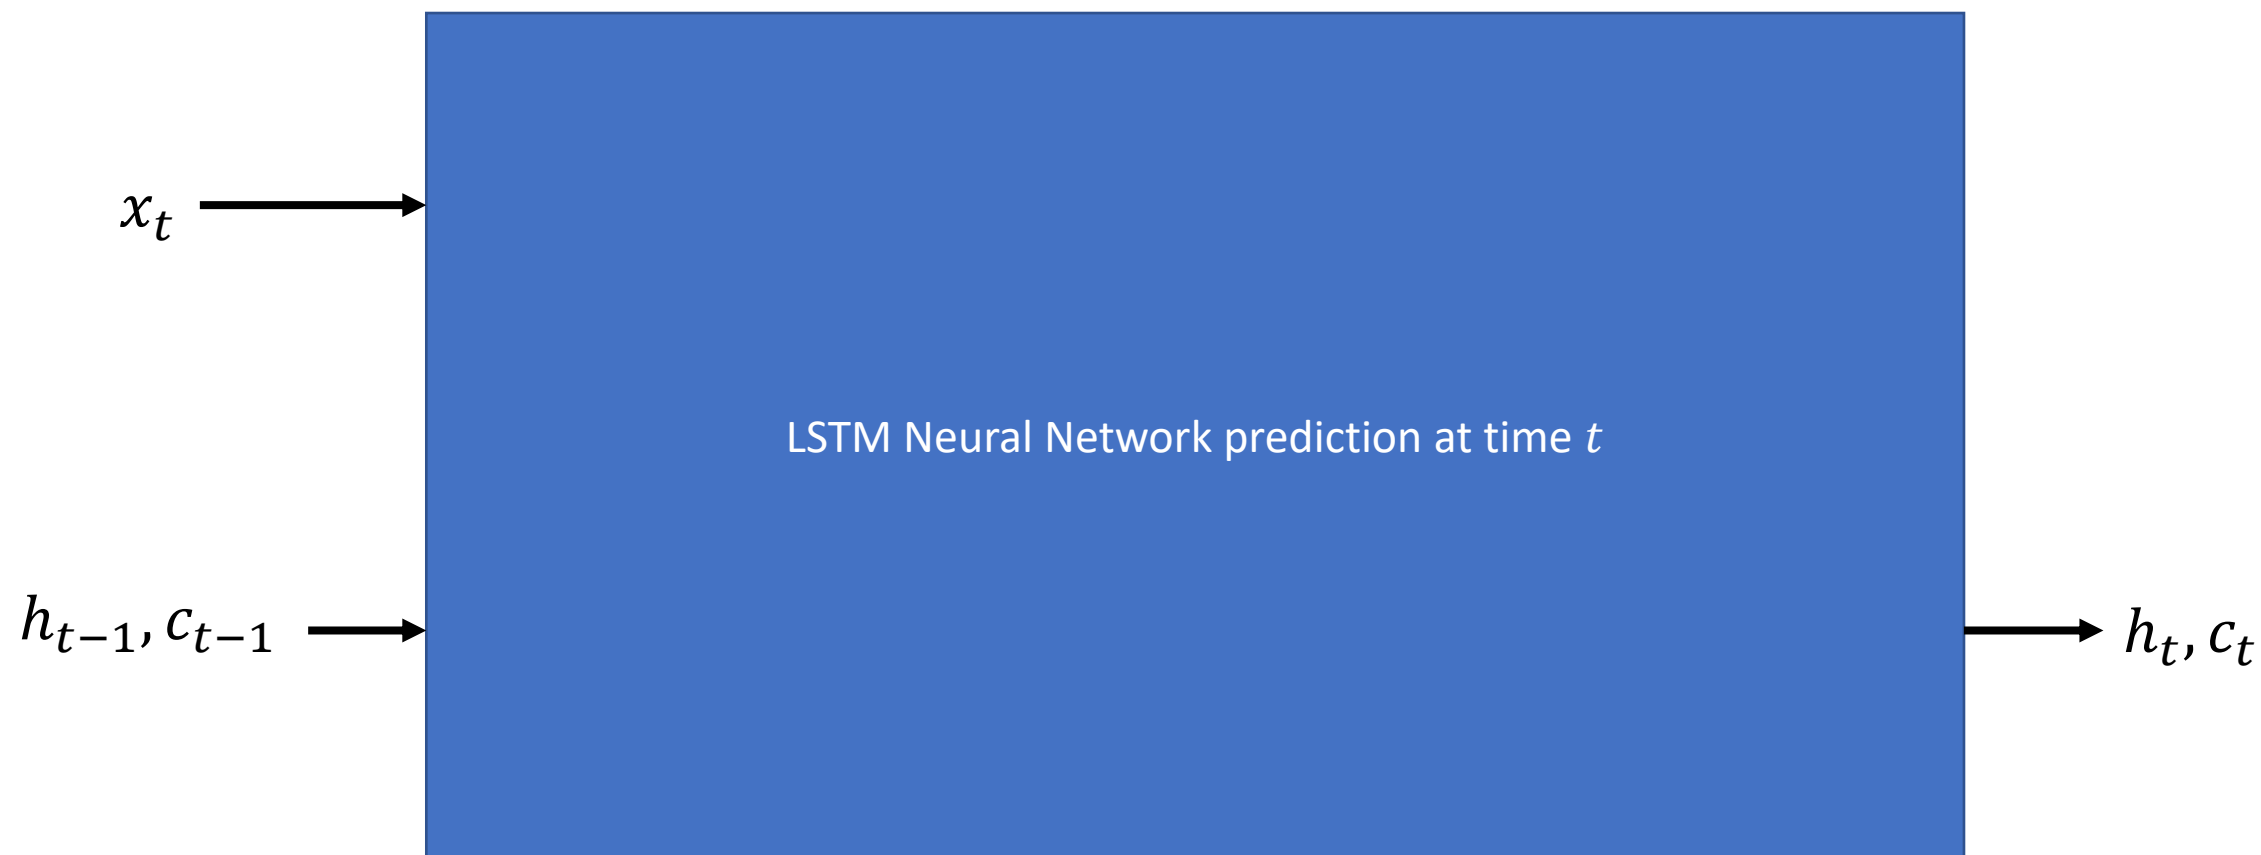 x_t
LSTM Neural Network prediction at time t
h_{t−1}, c_{t−1}
h_t, c_t